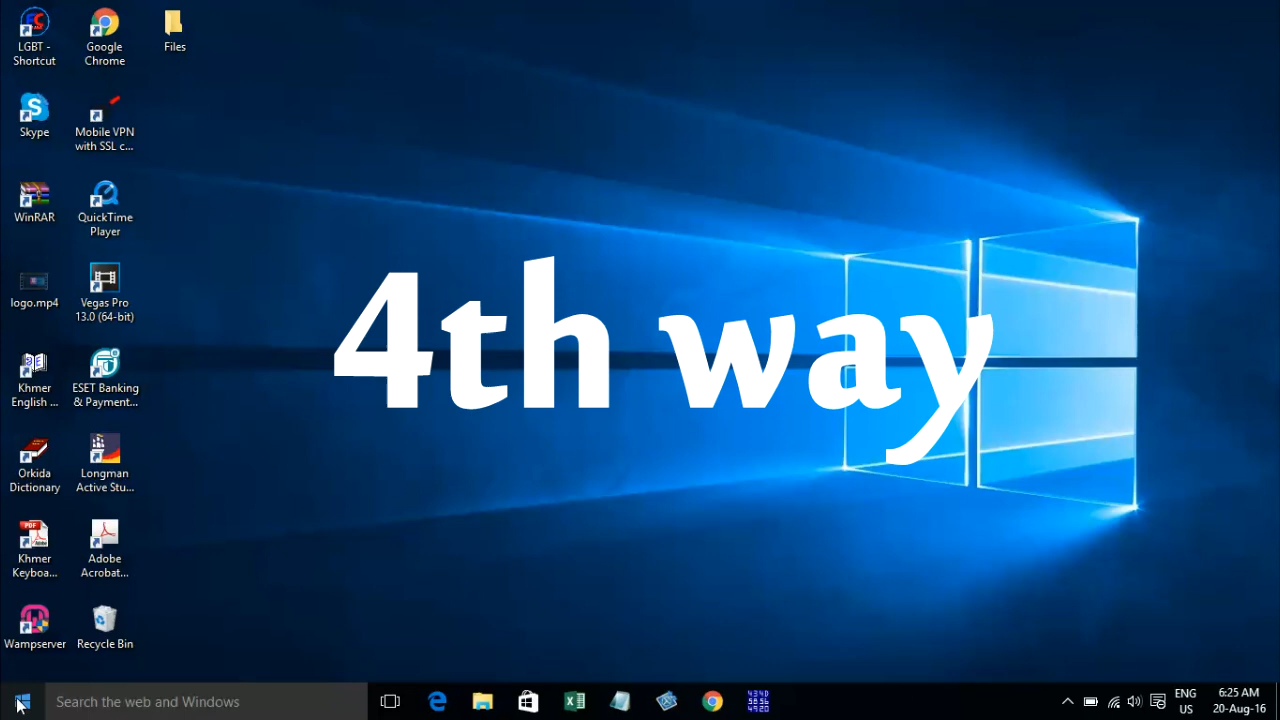 LGBT -
Shortcut
Google
Chrome
Files
Skype
Mobile VPN
with SSL c...
WinRAR
QuickTime
Player
logo.mp4
Vegas Pro
13.0 (64-bit)
Khmer
English ...
ESET Banking
& Payment...
Orkida
Dictionary
Longman
Active Stu...
Khmer
Keyboa...
Adobe
Acrobat...
Wampserver
Recycle Bin
4th way
Search the web and Windows
ENG
US
6:25 AM
20-Aug-16